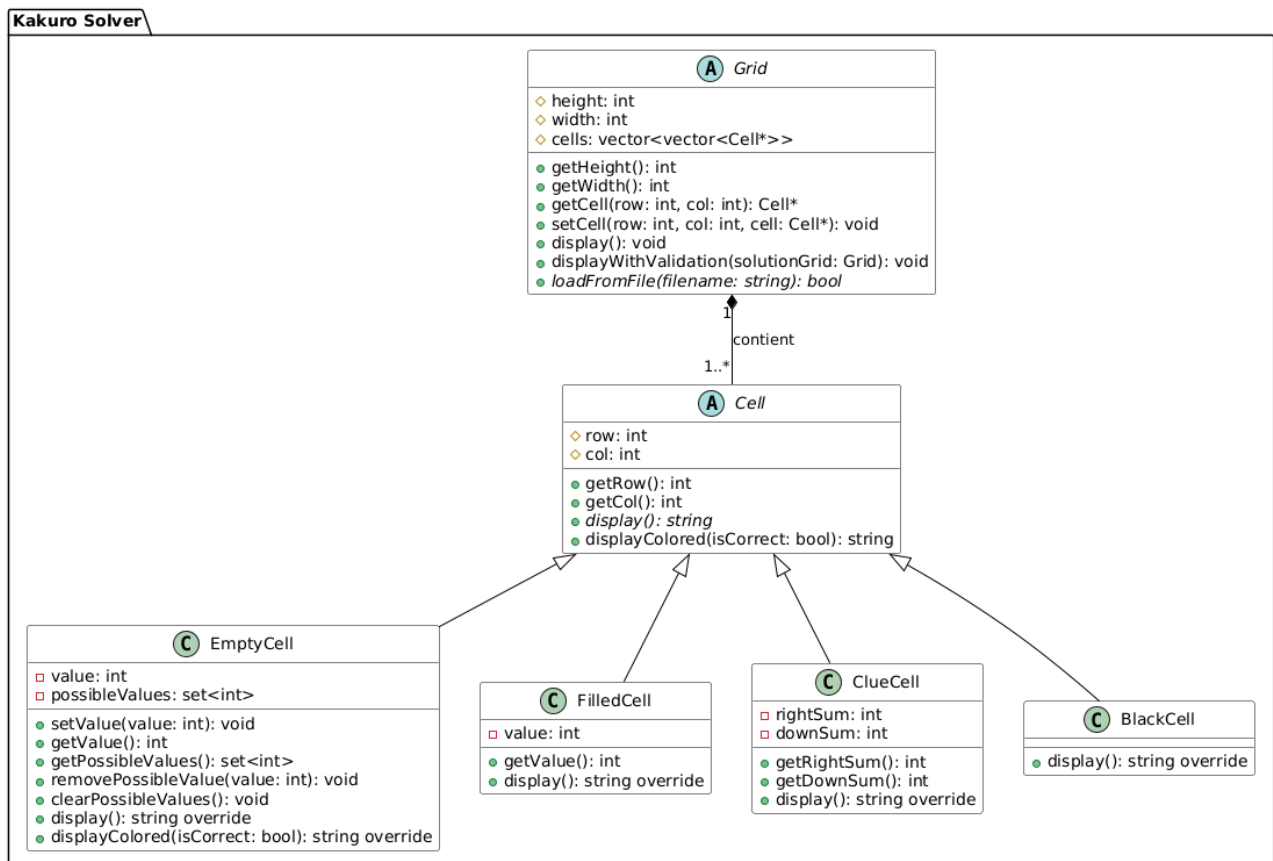 Kakuro Solver
A Grid
height: int
width: int
cells: vector<vector<Cell*>>
getHeight(): int
getWidth(): int
getCell(row: int, col: int): Cell*
setCell(row: int, col: int, cell: Cell*): void
display(): void
displayWithValidation(solutionGrid: Grid): void
loadFromFile(filename: string): bool
1
contient
1..*
A Cell
row: int
col: int
getRow(): int
getCol(): int
display(): string
displayColored(isCorrect: bool): string
C EmptyCell
value: int
possibleValues: set<int>
setValue(value: int): void
getValue(): int
getPossibleValues(): set<int>
removePossibleValue(value: int): void
clearPossibleValues(): void
display(): string override
displayColored(isCorrect: bool): string override
C FilledCell
value: int
getValue(): int
display(): string override
C ClueCell
rightSum: int
downSum: int
getRightSum(): int
getDownSum(): int
display(): string override
C BlackCell
display(): string override